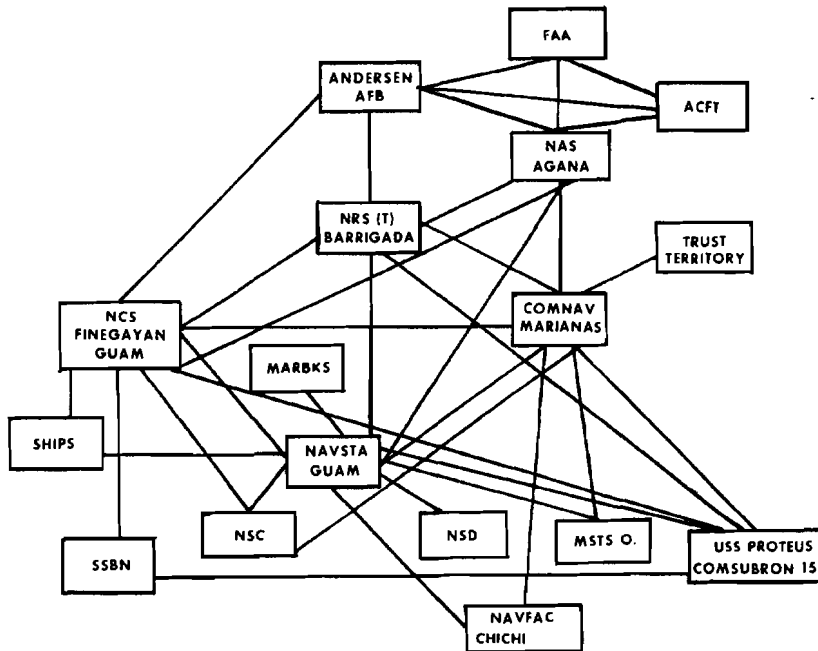 FAA
ANDERSEN
AFB
ACFT
NAS
AGANA
NRS (T)
BARRIGADA
TRUST
TERRITORY
NCS
FINEGAYAN
GUAM
COMNAV
MARIANAS
MARBKS
SHIPS
NAVSTA
GUAM
NSC
NSD
MSTS O.
SSBN
USS PROTEUS
COMSUBRON 15
NAVFAC
CHICHI